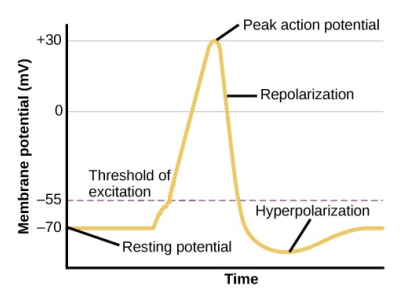 Peak action potential
+30
Repolarization
0
Membrane potential (mV)
Threshold of
excitation
–55
Hyperpolarization
–70
Resting potential
Time